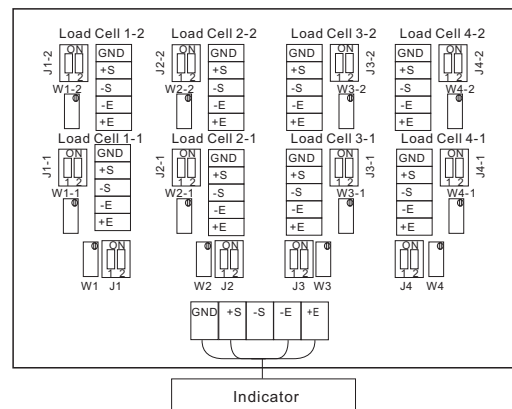 Load Cell 1-2 Load Cell 2-2 Load Cell 3-2 Load Cell 4-2
J1-2 ON 1 2 GND J2-2 ON 1 2 GND GND ON 1 2 J3-2 GND ON 1 2 J4-2
+S +S +S +S
W1-2 -S W2-2 -S -S W3-2 -S W4-2
-E -E -E -E
+E +E +E +E
Load Cell 1-1 Load Cell 2-1 Load Cell 3-1 Load Cell 4-1
J1-1 ON 1 2 GND J2-1 ON 1 2 GND GND ON 1 2 J3-1 GND ON 1 2 J4-1
+S +S +S +S
W1-1 -S W2-1 -S -S W3-1 -S W4-1
-E -E -E -E
+E +E +E +E
ON ON ON ON
1 2 1 2 1 2 1 2
W1 J1 W2 J2 J3 W3 J4 W4
GND +S -S -E +E
Indicator